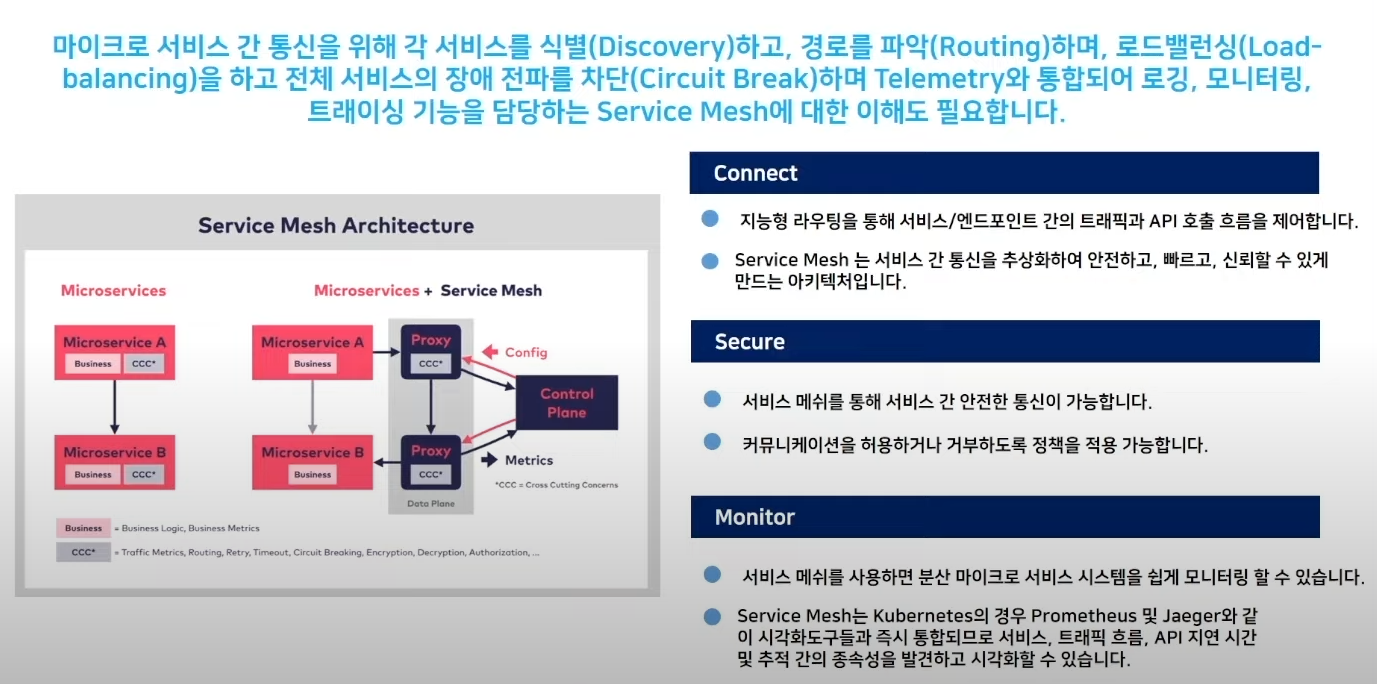 마이크로 서비스 간 통신을 위해 각 서비스를 식별(Discovery)하고, 경로를 파악(Routing)하며, 로드밸런싱(Load-
balancing)을 하고 전체 서비스의 장애 전파를 차단(Circuit Break)하며 Telemetry와 통합되어 로깅, 모니터링,
트래이싱 기능을 담당하는 Service Mesh에 대한 이해도 필요합니다.
Service Mesh Architecture
Microservices
Microservices + Service Mesh
Microservice A
Business
CCC*
Microservice B
Business
CCC*
Microservice A
Business
Proxy
CCC*
Config
Control
Plane
Microservice B
Business
Proxy
CCC*
Metrics
*CCC = Cross Cutting Concerns
Data Plane
Business = Business Logic, Business Metrics
CCC* = Traffic Metrics, Routing, Retry, Timeout, Circuit Breaking, Encryption, Decryption, Authorization, ...
Connect
지능형 라우팅을 통해 서비스/엔드포인트 간의 트래픽과 API 호출 흐름을 제어합니다.
Service Mesh 는 서비스 간 통신을 추상화하여 안전하고, 빠르고, 신뢰할 수 있게
만드는 아키텍처입니다.
Secure
서비스 메쉬를 통해 서비스 간 안전한 통신이 가능합니다.
커뮤니케이션을 허용하거나 거부하도록 정책을 적용 가능합니다.
Monitor
서비스 메쉬를 사용하면 분산 마이크로 서비스 시스템을 쉽게 모니터링 할 수 있습니다.
Service Mesh는 Kubernetes의 경우 Prometheus 및 Jaeger와 같
이 시각화도구들과 즉시 통합되므로 서비스, 트래픽 흐름, API 지연 시간
및 추적 간의 종속성을 발견하고 시각화할 수 있습니다.